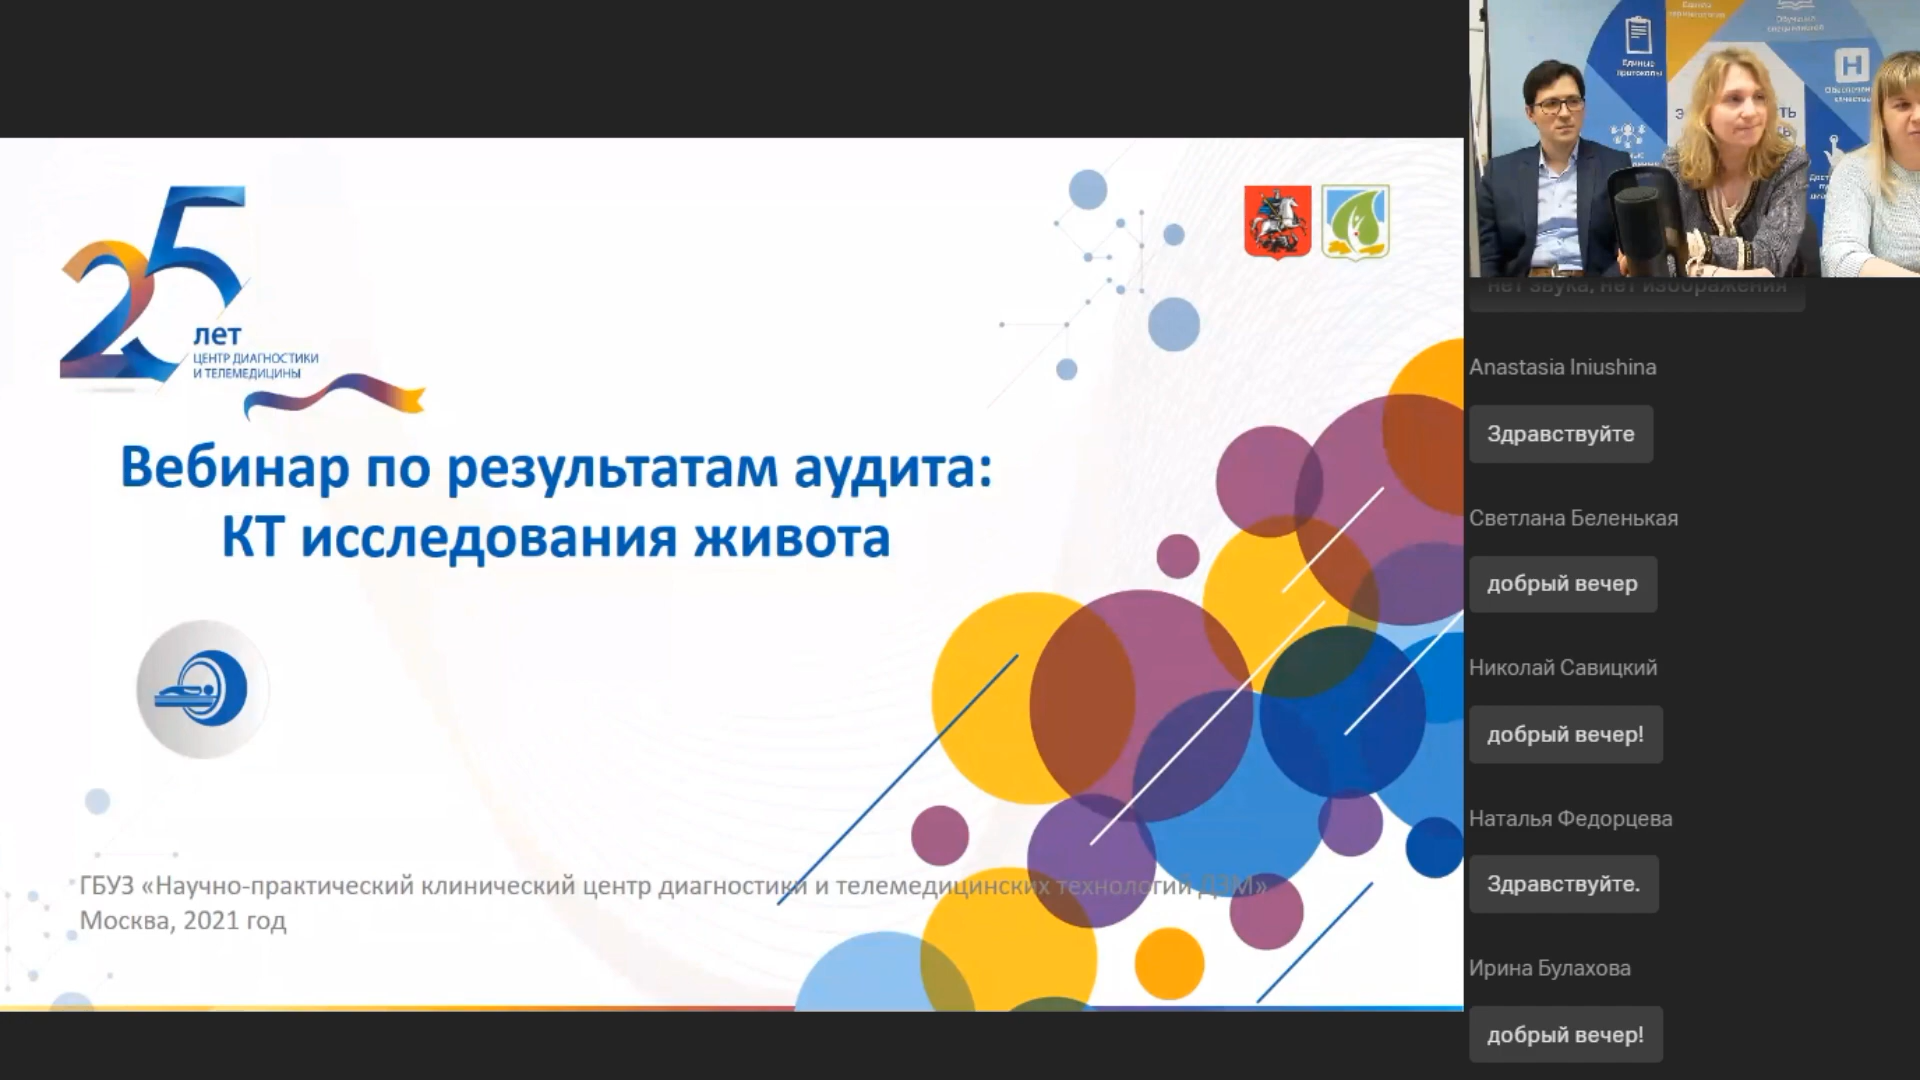 25
лет
ЦЕНТР ДИАГНОСТИКИ
И ТЕЛЕМЕДИЦИНЫ
Вебинар по результатам аудита:
КТ исследования живота
ГБУЗ «Научно-практический клинический центр диагностики и телемедицинских технологий ДЗМ»
Москва, 2021 год
Единые
протоколы
H
нет звука, нет изображения
Anastasia Iniushina
Здравствуйте
Светлана Беленькая
добрый вечер
Николай Савицкий
добрый вечер!
Наталья Федорцева
Здравствуйте.
Ирина Булахова
добрый вечер!